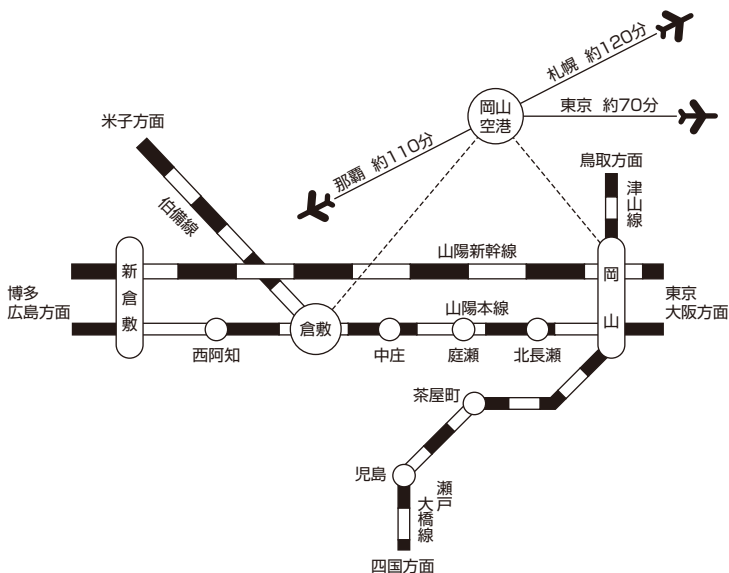 札幌 約120分
岡山
空港
東京 約70分
米子方面
那覇 約110分
鳥取方面
津山線
伯備線
山陽新幹線
新倉敷
岡山
博多
広島方面
東京
大阪方面
山陽本線
倉敷
西阿知
中庄
庭瀬
北長瀬
茶屋町
児島
瀬戸
大橋線
四国方面